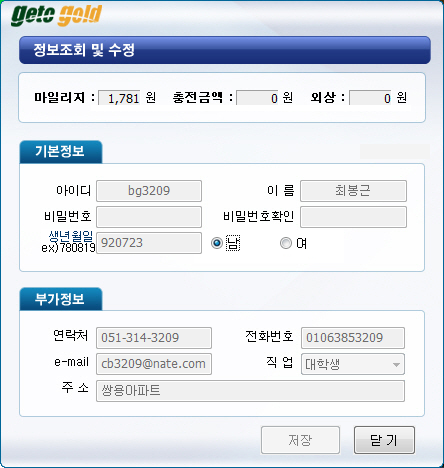 geto gold
정보조회 및 수정
마일리지 : 1,781 원 충전금액 : 0 원 외상 : 0 원
기본정보
아이디 bg3209 이 름 최봉근
비밀번호 비밀번호확인
생년월일
ex)780819 920723 남 여
부가정보
연락처 051-314-3209 전화번호 01063853209
e-mail cb3209@nate.com 직 업 대학생
주 소 쌍용아파트
저장 닫 기